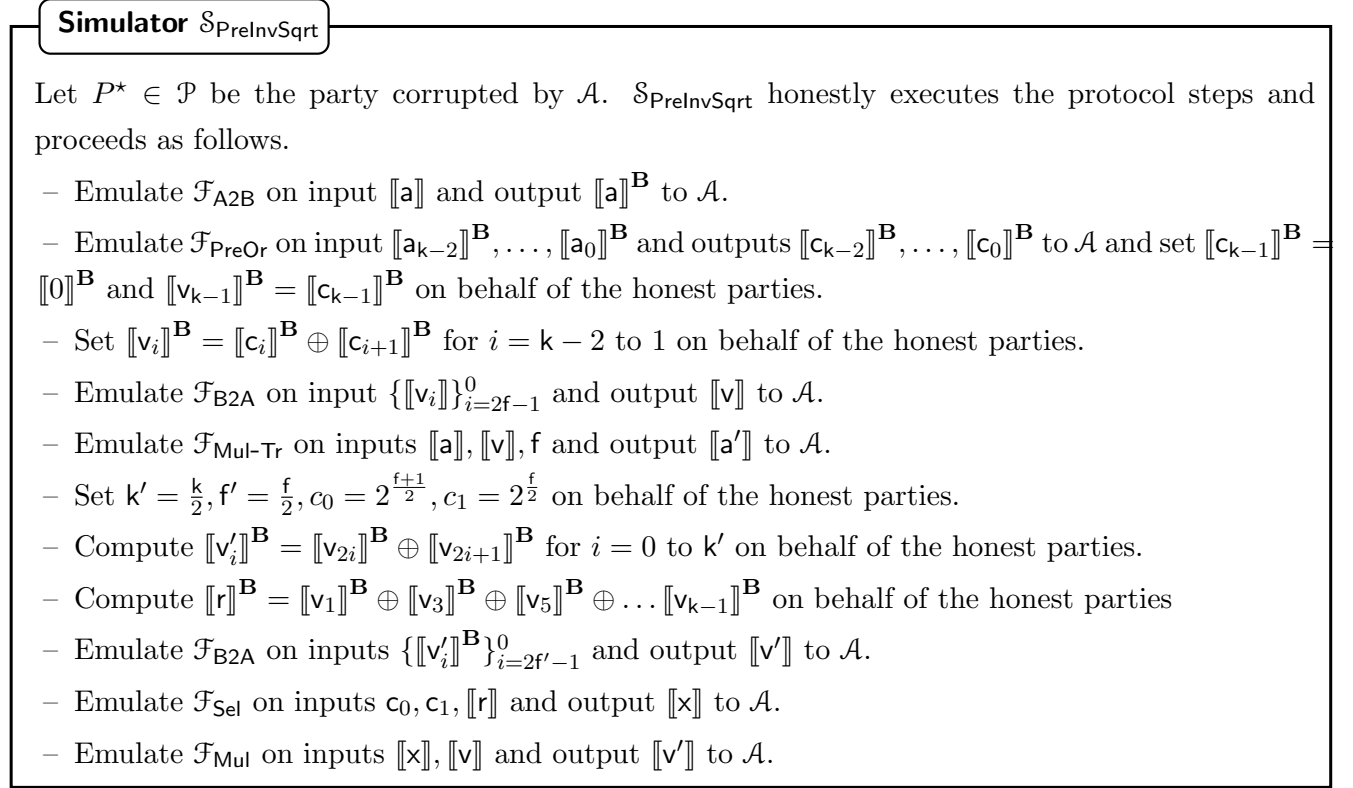 Simulator 𝒮_PreInvSqrt
Let P⋆ ∈ 𝒫 be the party corrupted by 𝒜. 𝒮_PreInvSqrt honestly executes the protocol steps and
proceeds as follows.
– Emulate ℱ_A2B on input ⟦a⟧ and output ⟦a⟧^𝐁 to 𝒜.
– Emulate ℱ_PreOr on input ⟦a_{k−2}⟧^𝐁, . . . , ⟦a_0⟧^𝐁 and outputs ⟦c_{k−2}⟧^𝐁, . . . , ⟦c_0⟧^𝐁 to 𝒜 and set ⟦c_{k−1}⟧^𝐁 =
⟦0⟧^𝐁 and ⟦v_{k−1}⟧^𝐁 = ⟦c_{k−1}⟧^𝐁 on behalf of the honest parties.
– Set ⟦v_i⟧^𝐁 = ⟦c_i⟧^𝐁 ⊕ ⟦c_{i+1}⟧^𝐁 for i = k − 2 to 1 on behalf of the honest parties.
– Emulate ℱ_B2A on input {⟦v_i⟧}^0_{i=2f−1} and output ⟦v⟧ to 𝒜.
– Emulate ℱ_Mul-Tr on inputs ⟦a⟧, ⟦v⟧, f and output ⟦a′⟧ to 𝒜.
– Set k′ = k/2, f′ = f/2, c_0 = 2^{(f+1)/2}, c_1 = 2^{f/2} on behalf of the honest parties.
– Compute ⟦v′_i⟧^𝐁 = ⟦v_{2i}⟧^𝐁 ⊕ ⟦v_{2i+1}⟧^𝐁 for i = 0 to k′ on behalf of the honest parties.
– Compute ⟦r⟧^𝐁 = ⟦v_1⟧^𝐁 ⊕ ⟦v_3⟧^𝐁 ⊕ ⟦v_5⟧^𝐁 ⊕ . . . ⟦v_{k−1}⟧^𝐁 on behalf of the honest parties
– Emulate ℱ_B2A on inputs {⟦v′_i⟧^𝐁}^0_{i=2f′−1} and output ⟦v′⟧ to 𝒜.
– Emulate ℱ_Sel on inputs c_0, c_1, ⟦r⟧ and output ⟦x⟧ to 𝒜.
– Emulate ℱ_Mul on inputs ⟦x⟧, ⟦v⟧ and output ⟦v′⟧ to 𝒜.